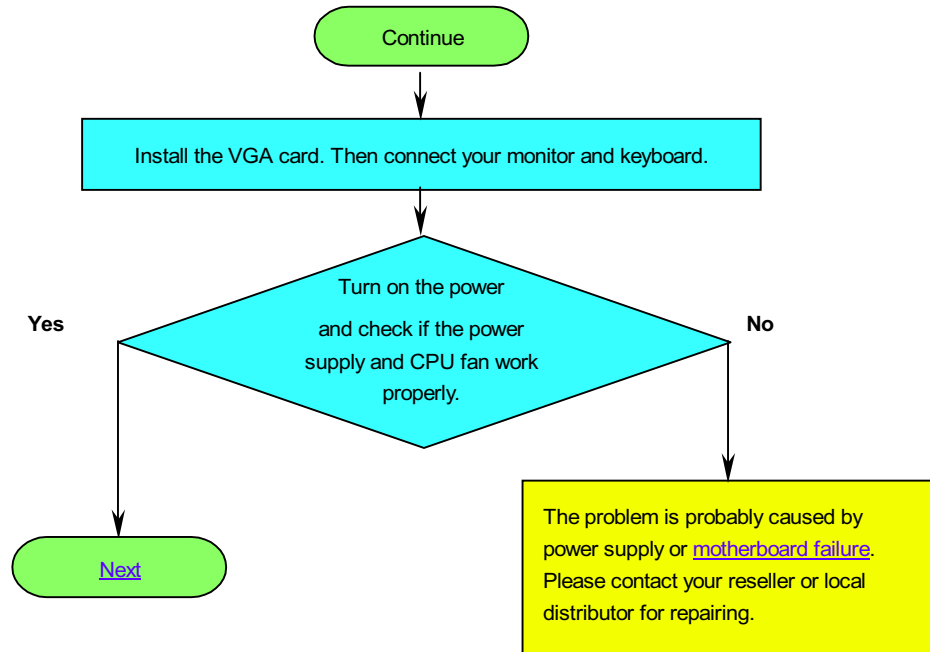 Continue
Install the VGA card. Then connect your monitor and keyboard.
Turn on the power
and check if the power
supply and CPU fan work
properly.
Yes
No
Next
The problem is probably caused by
power supply or motherboard failure.
Please contact your reseller or local
distributor for repairing.